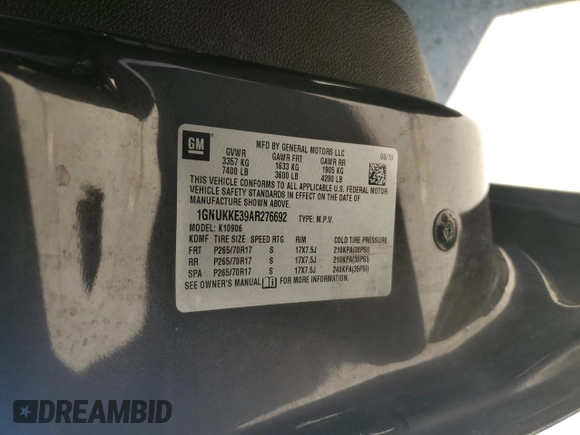 GM
MFD BY GENERAL MOTORS LLC
06/10
GVWR GAWR FRT GAWR RR
3357 KG 1633 KG 1905 KG
7400 LB 3600 LB 4200 LB
THIS VEHICLE CONFORMS TO ALL APPLICABLE U.S. FEDERAL MOTOR
VEHICLE SAFETY STANDARDS IN EFFECT ON THE DATE OF
MANUFACTURE SHOWN ABOVE.
1GNUKKE39AR276692 TYPE: M.P.V.
MODEL: K10906
KDMF TIRE SIZE SPEED RTG RIM COLD TIRE PRESSURE
FRT P265/70R17 S 17X7.5J 210KPA(30PSI)
RR P265/70R17 S 17X7.5J 210KPA(30PSI)
SPA P265/70R17 S 17X7.5J 240KPA(35PSI)
SEE OWNER'S MANUAL FOR MORE INFORMATION.
DREAMBID